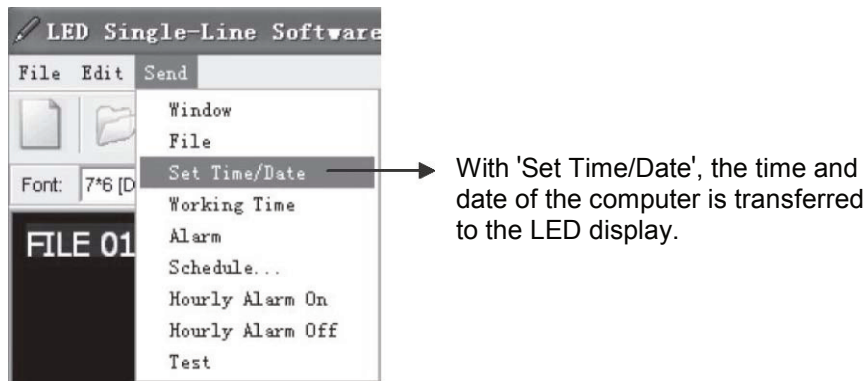 LED Single-Line Software
File Edit Send
Window
File
Set Time/Date
Font: 7*6 [D
Working Time
Alarm
FILE 01
Schedule...
Hourly Alarm On
Hourly Alarm Off
Test
With 'Set Time/Date', the time and
date of the computer is transferred
to the LED display.